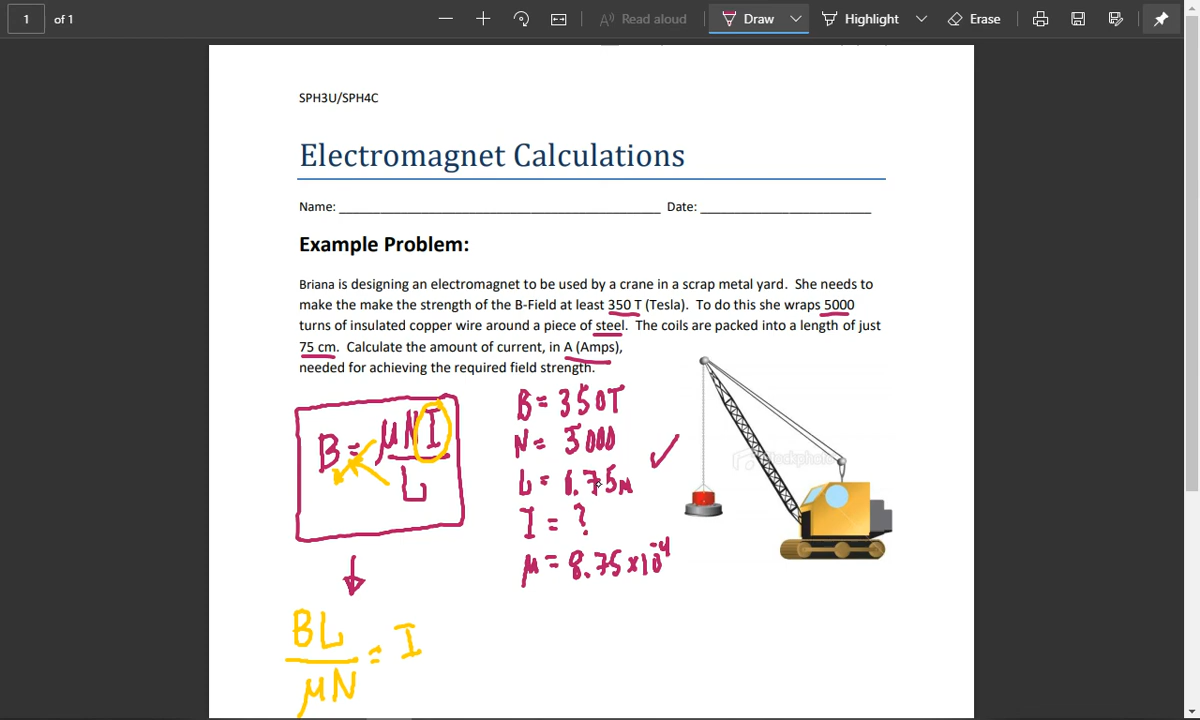 1 of 1 Read aloud Draw Highlight Erase
SPH3U/SPH4C
Electromagnet Calculations
Name: Date:
Example Problem:
Briana is designing an electromagnet to be used by a crane in a scrap metal yard. She needs to
make the make the strength of the B-Field at least 350 T (Tesla). To do this she wraps 5000
turns of insulated copper wire around a piece of steel. The coils are packed into a length of just
75 cm. Calculate the amount of current, in A (Amps),
needed for achieving the required field strength.
B = μNI
L
B = 350T
N = 5000
L = 0.75m
I = ?
μ = 8.75 x 10⁻⁴
BL
μN = I